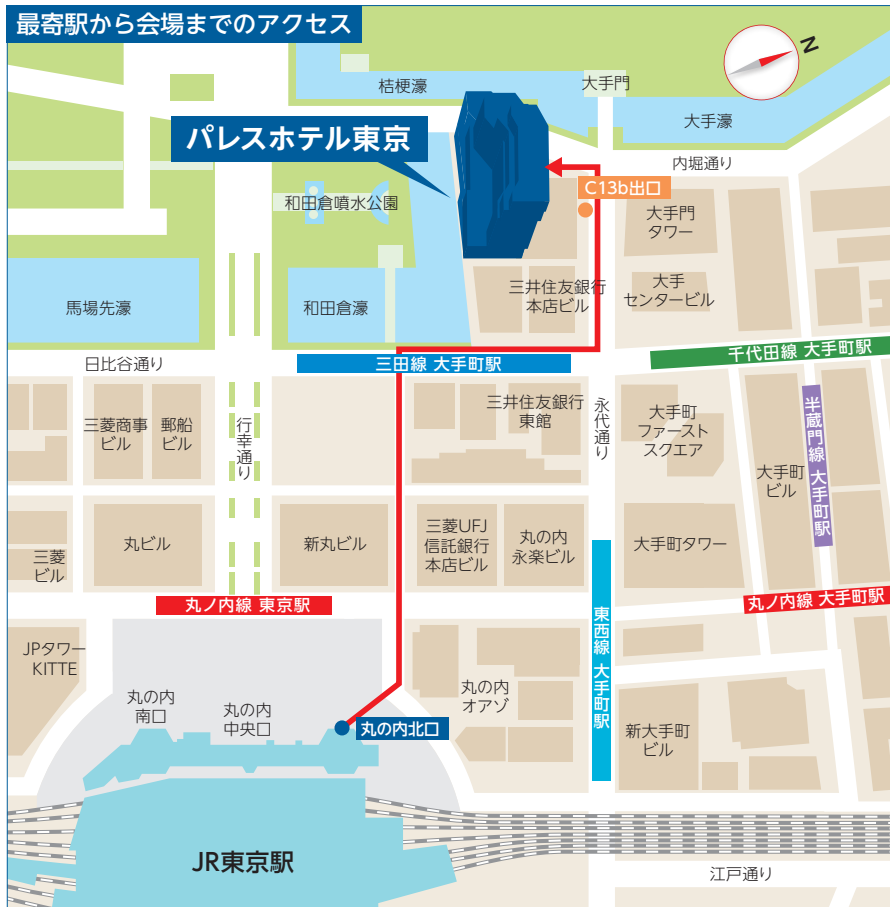 最寄駅から会場までのアクセス
N
桔梗濠
大手門
大手濠
パレスホテル東京
内堀通り
C13b出口
和田倉噴水公園
大手門
タワー
三井住友銀行
本店ビル
大手
センタービル
馬場先濠
和田倉濠
日比谷通り
三田線 大手町駅
千代田線 大手町駅
三菱商事
ビル
郵船
ビル
行幸通り
三井住友銀行
東館
永代通り
大手町
ファースト
スクエア
大手町
ビル
半蔵門線 大手町駅
三菱
ビル
丸ビル
新丸ビル
三菱UFJ
信託銀行
本店ビル
丸の内
永楽ビル
大手町タワー
丸ノ内線 東京駅
丸ノ内線 大手町駅
東西線 大手町駅
JPタワー
KITTE
丸の内
南口
丸の内
中央口
丸の内北口
丸の内
オアゾ
新大手町
ビル
JR東京駅
江戸通り